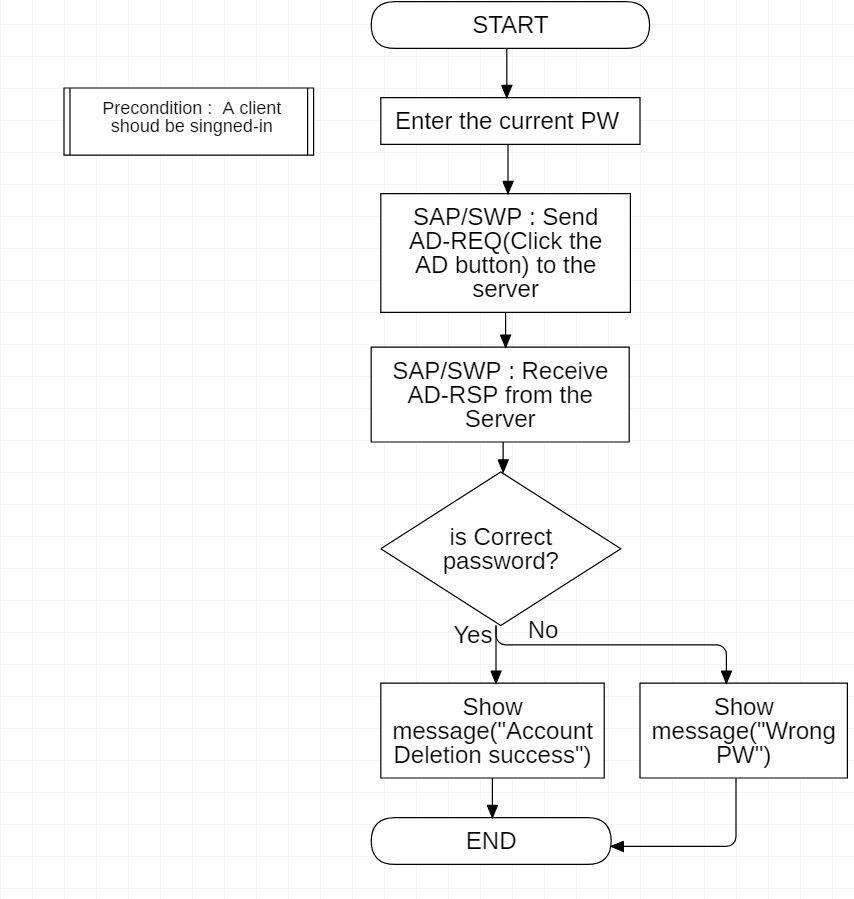 START
Precondition :  A client
shoud be singned-in
Enter the current PW
SAP/SWP : Send
AD-REQ(Click the
AD button) to the
server
SAP/SWP : Receive
AD-RSP from the
Server
is Correct
password?
Yes
No
Show
message("Account
Deletion success")
Show
message("Wrong
PW")
END